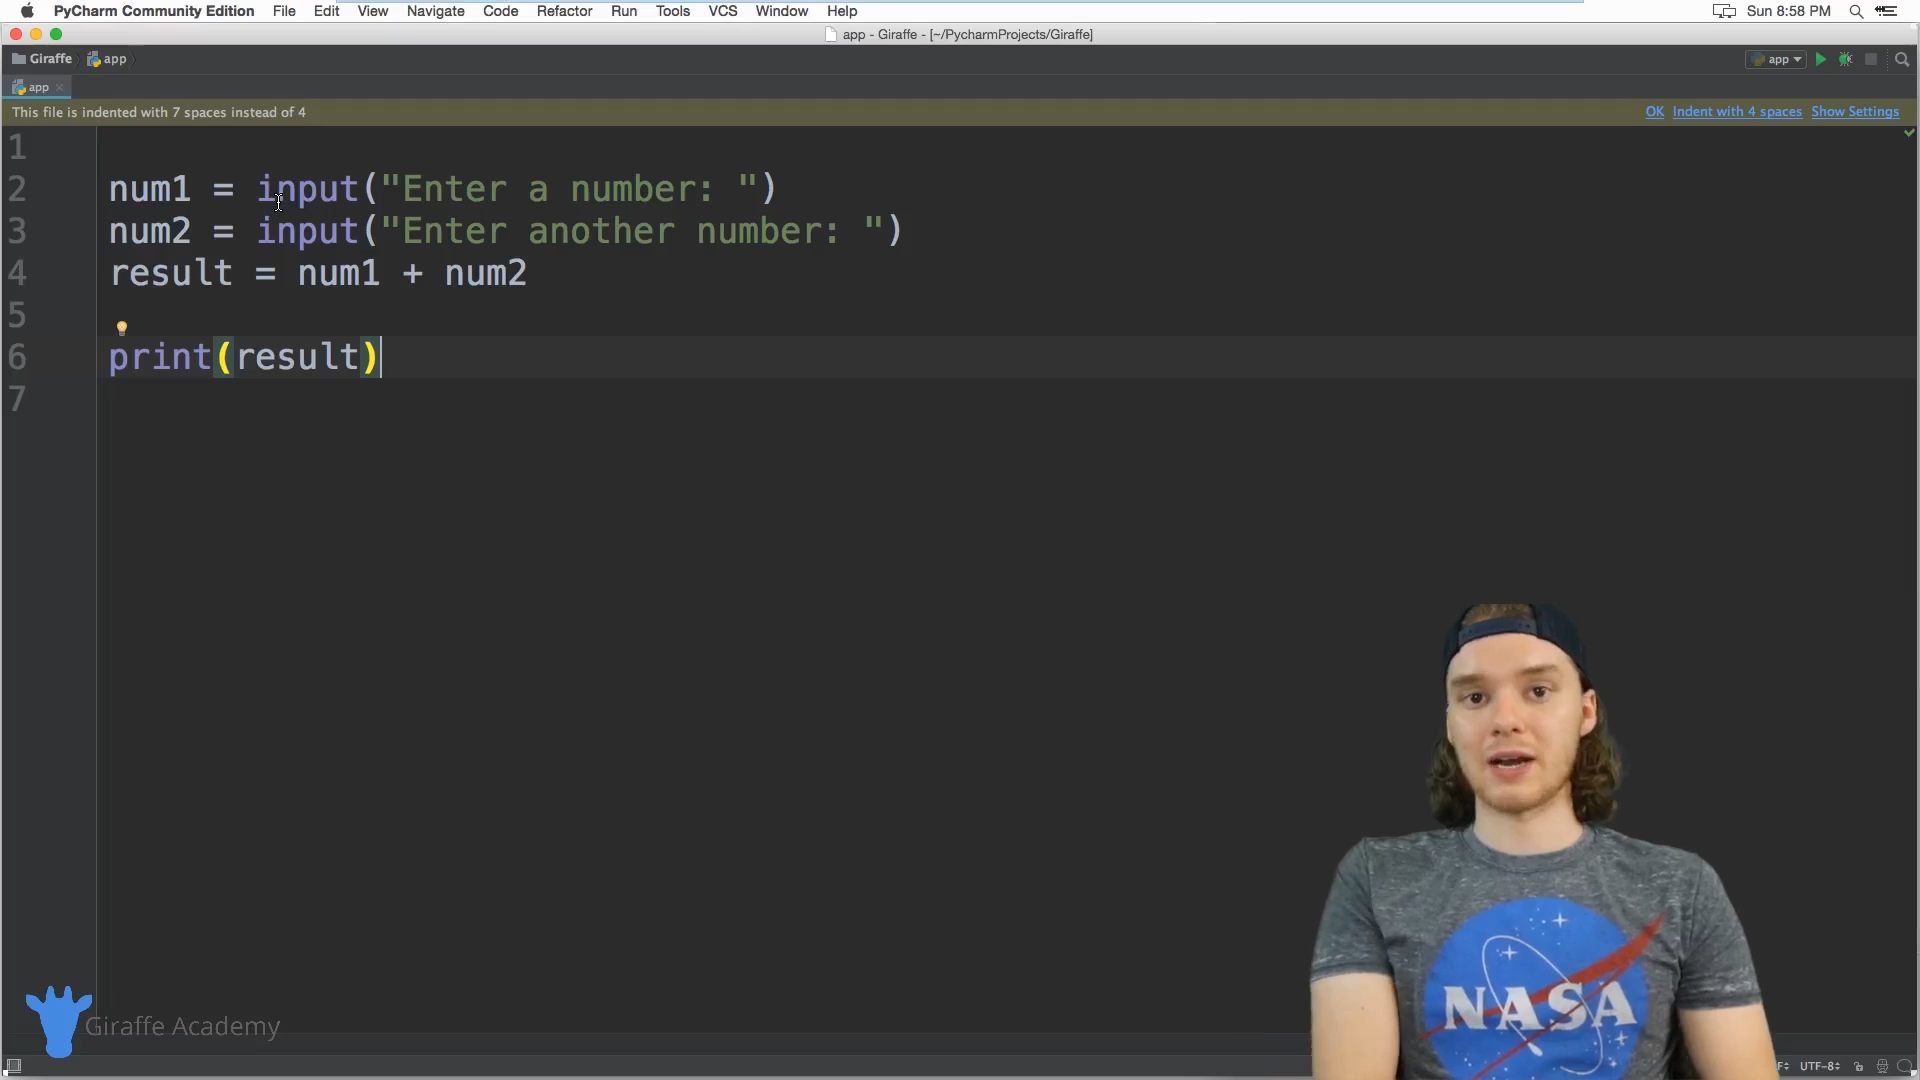 PyCharm Community Edition File Edit View Navigate Code Refactor Run Tools VCS Window Help Sun 8:58 PM
app - Giraffe - [~/PycharmProjects/Giraffe]
Giraffe app app
app
This file is indented with 7 spaces instead of 4 OK Indent with 4 spaces Show Settings
1
2 num1 = input("Enter a number: ")
3 num2 = input("Enter another number: ")
4 result = num1 + num2
5
6 print(result)
7
NASA
Giraffe Academy
UTF-8